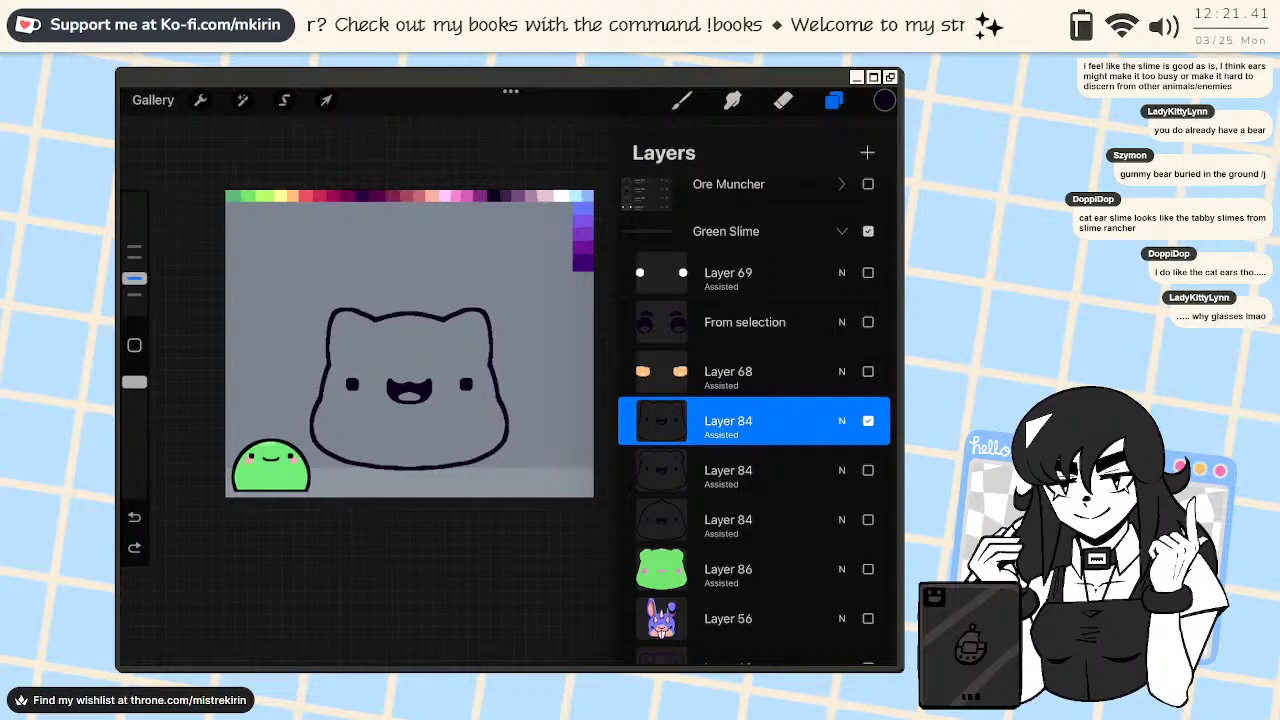 Support me at Ko-fi.com/mkirin
r? Check out my books with the command !books ◆ Welcome to my str
12:21.41
03/25 Mon
i feel like the slime is good as is, I think ears
might make it too busy or make it hard to
discern from other animals/enemies
LadyKittyLynn
you do already have a bear
Szymon
gummy bear buried in the ground /j
DoppiDop
cat ear slime looks like the tabby slimes from
slime rancher
DoppiDop
I do like the cat ears tho.....
LadyKittyLynn
..... why glasses lmao
Gallery
Layers
Ore Muncher
Green Slime
Layer 69 N
Assisted
From selection N
Layer 68 N
Assisted
Layer 84 N
Assisted
Layer 84 N
Assisted
Layer 84 N
Assisted
Layer 86 N
Assisted
Layer 56 N
hello
Find my wishlist at throne.com/mistrekirin